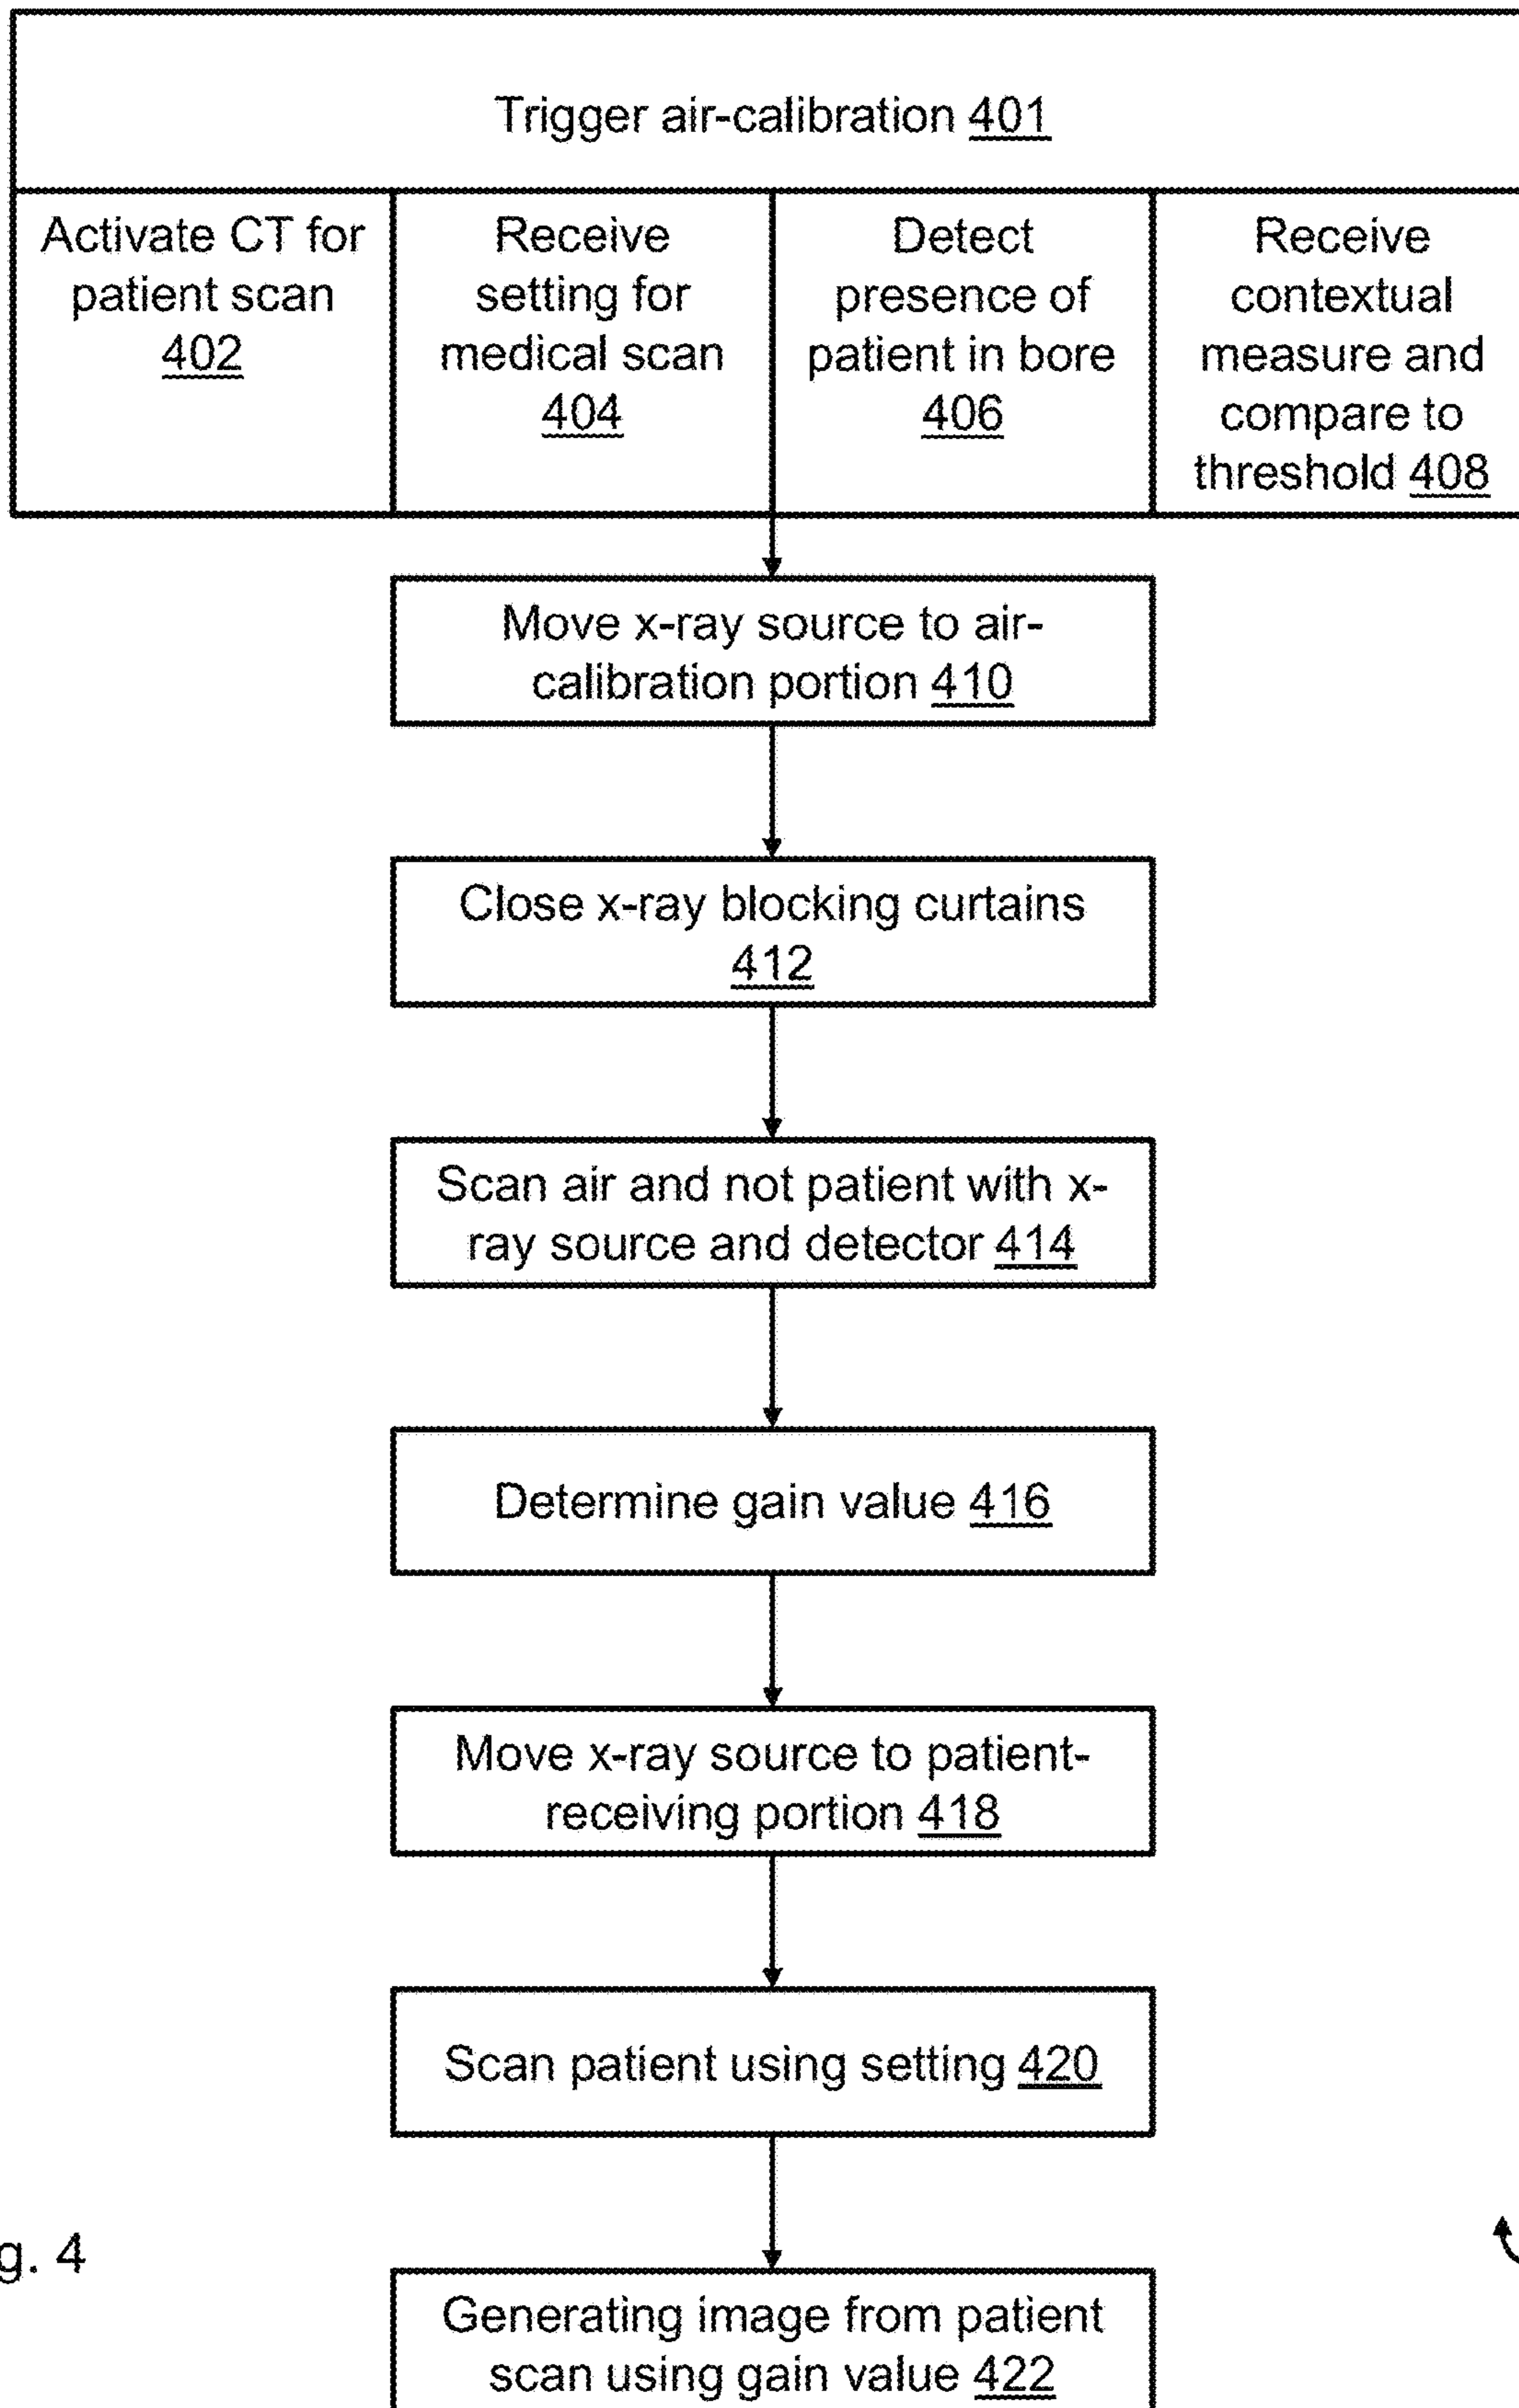 Trigger air-calibration 401
Activate CT for
patient scan
402
Receive
setting for
medical scan
404
Detect
presence of
patient in bore
406
Receive
contextual
measure and
compare to
threshold 408
Move x-ray source to air-
calibration portion 410
Close x-ray blocking curtains
412
Scan air and not patient with x-
ray source and detector 414
Determine gain value 416
Move x-ray source to patient-
receiving portion 418
Scan patient using setting 420
g. 4
Generating image from patient
scan using gain value 422